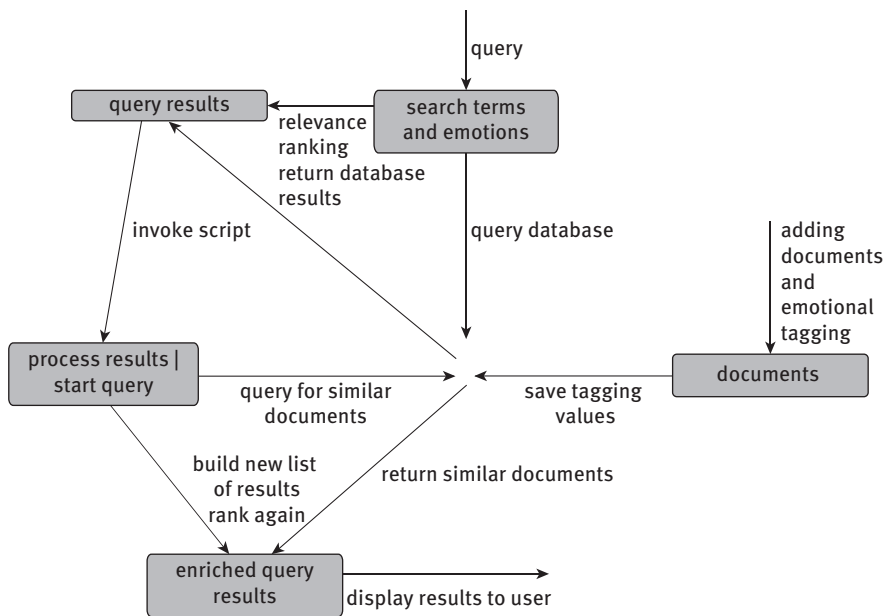 query
query results
search terms
and emotions
relevance
ranking
return database
results
invoke script
query database
adding
documents
and
emotional
tagging
process results |
start query
documents
query for similar
documents
save tagging
values
build new list
of results
rank again
return similar documents
enriched query
results
display results to user